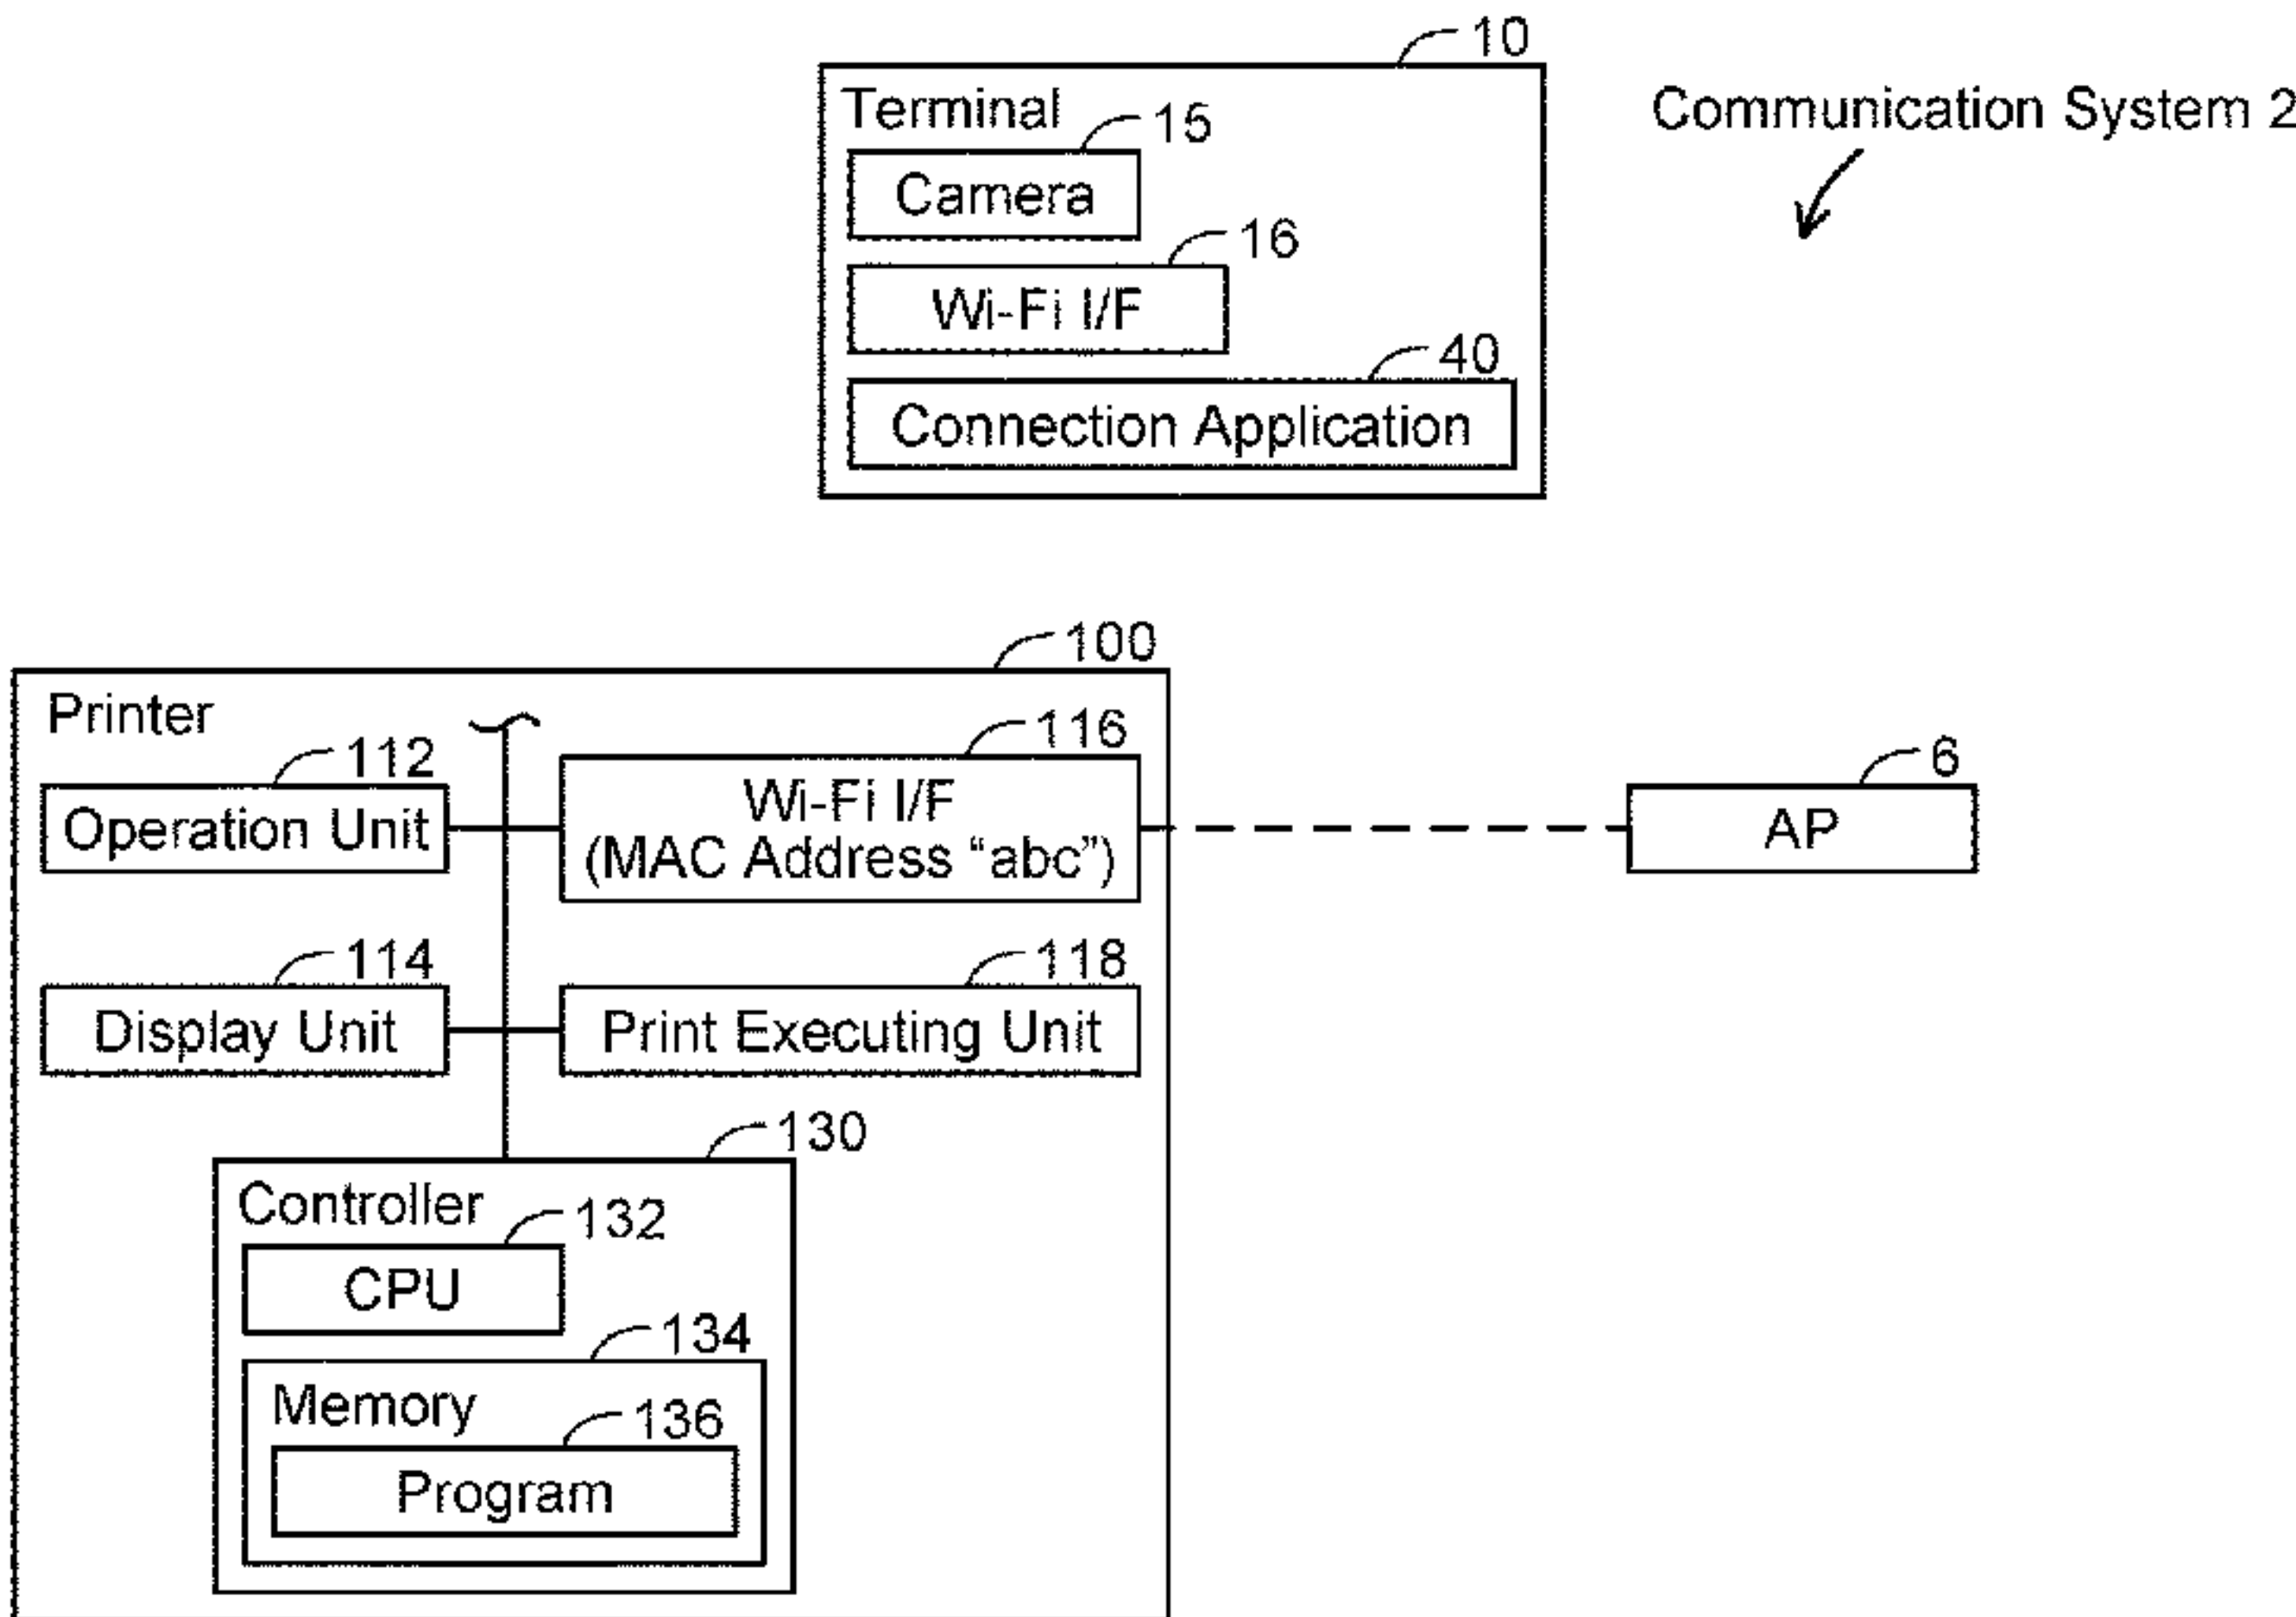 10
Terminal
15
Camera
16
Wi-Fi I/F
40
Connection Application
Communication System 2
100
Printer
112
Operation Unit
116
Wi-Fi I/F
(MAC Address “abc”)
6
AP
114
Display Unit
118
Print Executing Unit
130
Controller
132
CPU
134
Memory
136
Program